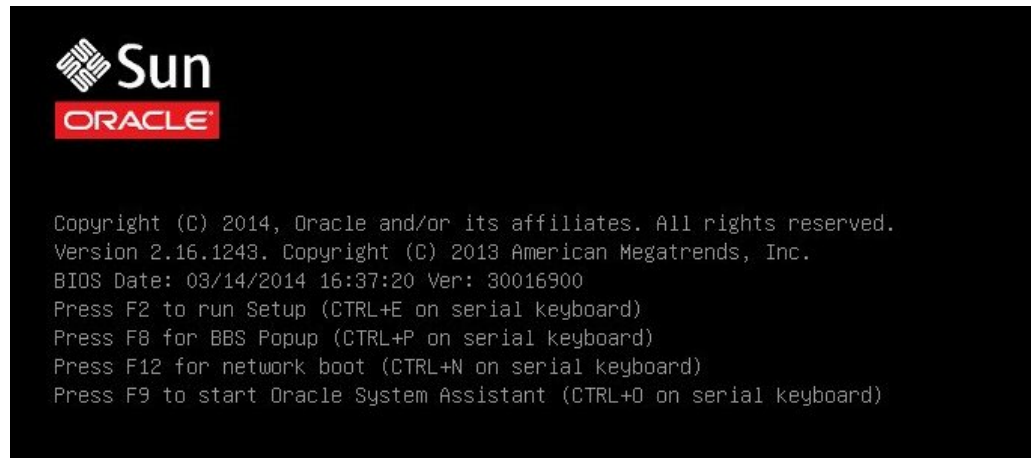 Sun
ORACLE
Copyright (C) 2014, Oracle and/or its affiliates. All rights reserved.
Version 2.16.1243. Copyright (C) 2013 American Megatrends, Inc.
BIOS Date: 03/14/2014 16:37:20 Ver: 30016900
Press F2 to run Setup (CTRL+E on serial keyboard)
Press F8 for BBS Popup (CTRL+P on serial keyboard)
Press F12 for network boot (CTRL+N on serial keyboard)
Press F9 to start Oracle System Assistant (CTRL+O on serial keyboard)